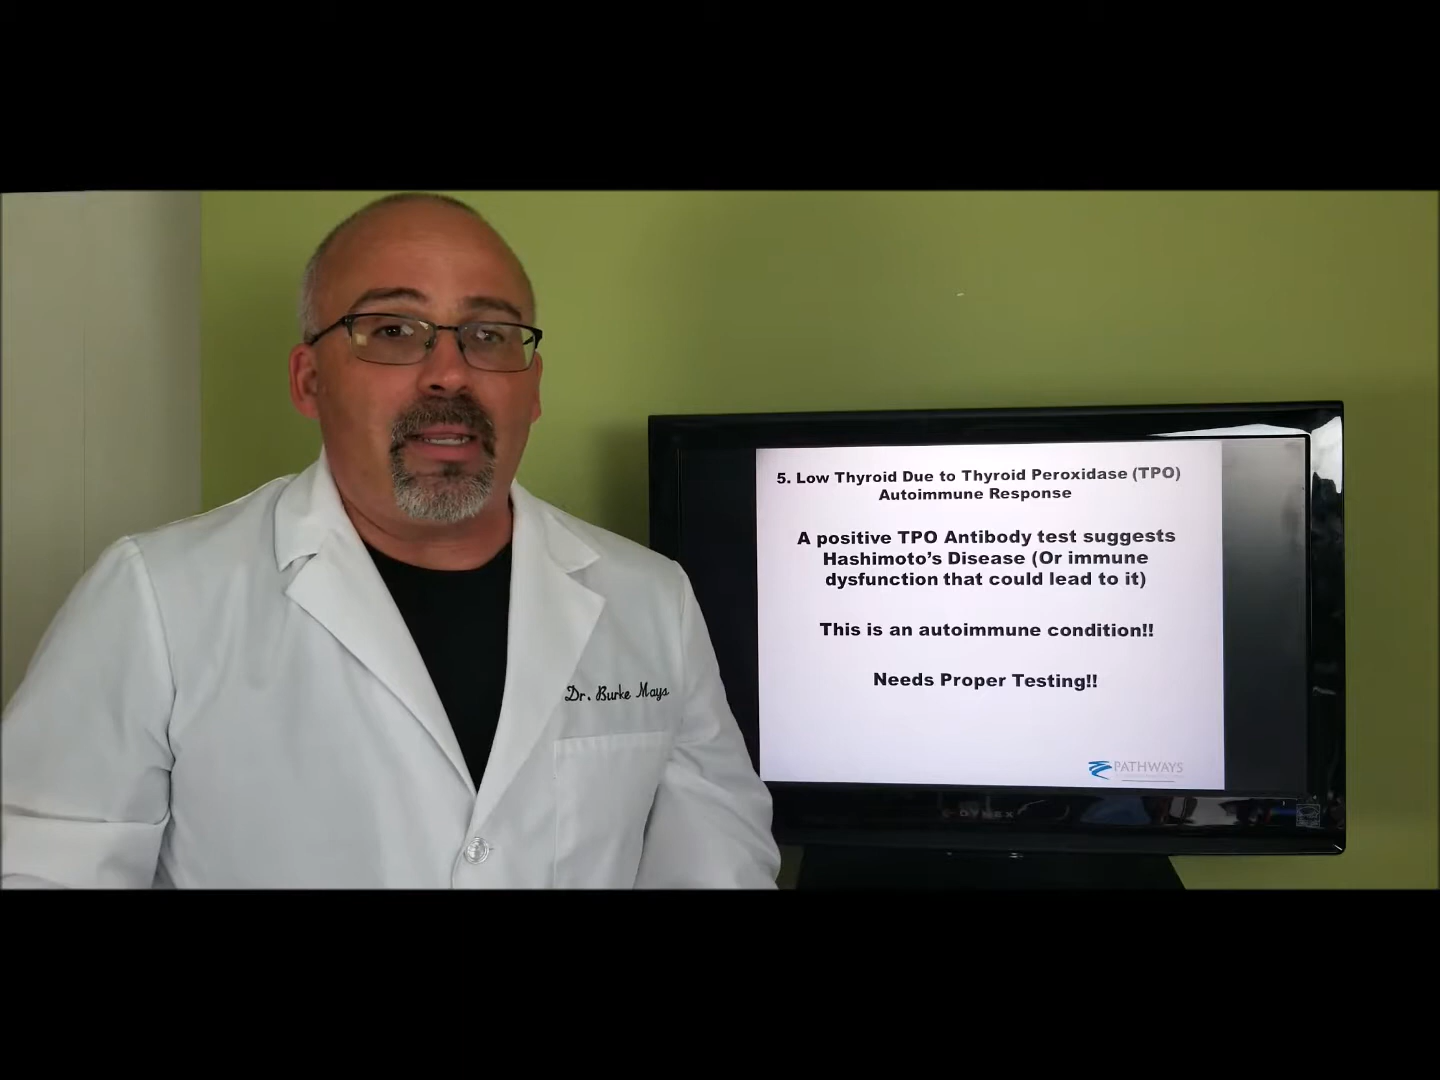 Dr. Burke Mays
5. Low Thyroid Due to Thyroid Peroxidase (TPO)
Autoimmune Response
A positive TPO Antibody test suggests
Hashimoto's Disease (Or immune
dysfunction that could lead to it)
This is an autoimmune condition!!
Needs Proper Testing!!
PATHWAYS
DYNEX